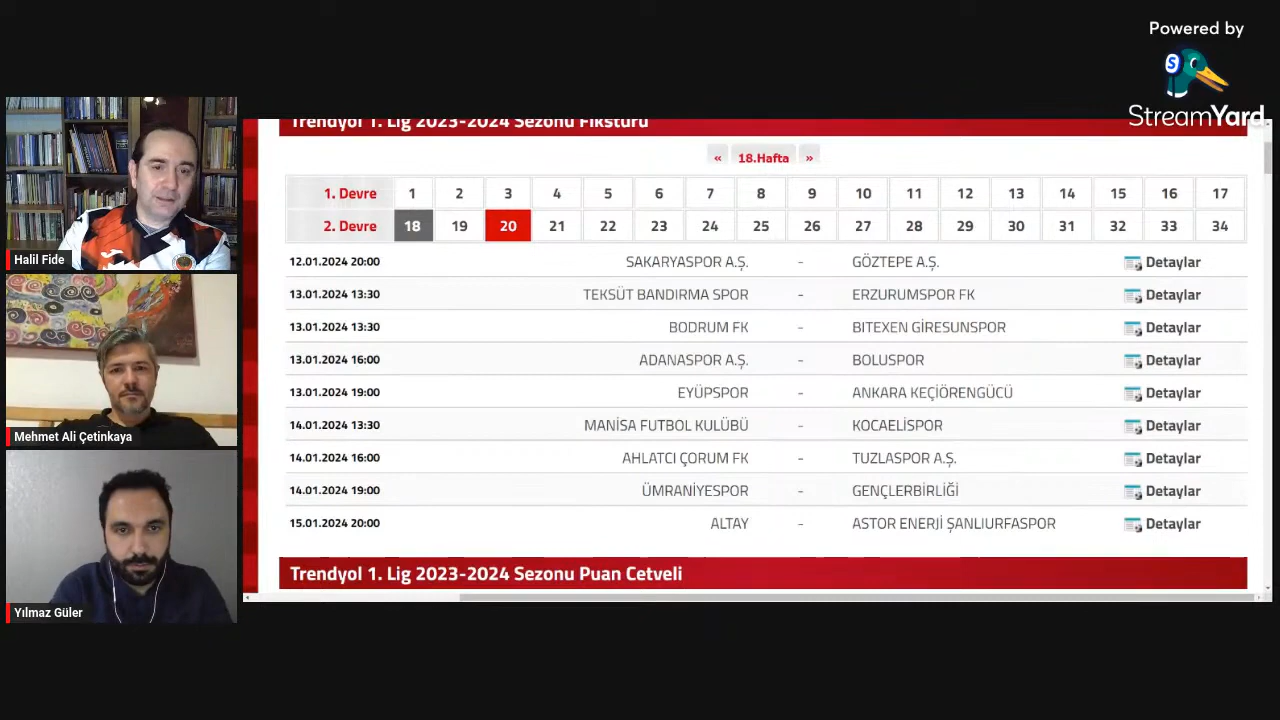 Powered by
StreamYard
Halil Fide
Mehmet Ali Çetinkaya
Yılmaz Güler
Trendyol 1. Lig 2023-2024 Sezonu Fikstürü
« 18.Hafta »
1. Devre 1 2 3 4 5 6 7 8 9 10 11 12 13 14 15 16 17
2. Devre 18 19 20 21 22 23 24 25 26 27 28 29 30 31 32 33 34
12.01.2024 20:00 SAKARYASPOR A.Ş. - GÖZTEPE A.Ş. Detaylar
13.01.2024 13:30 TEKSÜT BANDIRMA SPOR - ERZURUMSPOR FK Detaylar
13.01.2024 13:30 BODRUM FK - BITEXEN GİRESUNSPOR Detaylar
13.01.2024 16:00 ADANASPOR A.Ş. - BOLUSPOR Detaylar
13.01.2024 19:00 EYÜPSPOR - ANKARA KEÇİÖRENGÜCÜ Detaylar
14.01.2024 13:30 MANİSA FUTBOL KULÜBÜ - KOCAELİSPOR Detaylar
14.01.2024 16:00 AHLATCI ÇORUM FK - TUZLASPOR A.Ş. Detaylar
14.01.2024 19:00 ÜMRANİYESPOR - GENÇLERBİRLİĞİ Detaylar
15.01.2024 20:00 ALTAY - ASTOR ENERJİ ŞANLIURFASPOR Detaylar
Trendyol 1. Lig 2023-2024 Sezonu Puan Cetveli